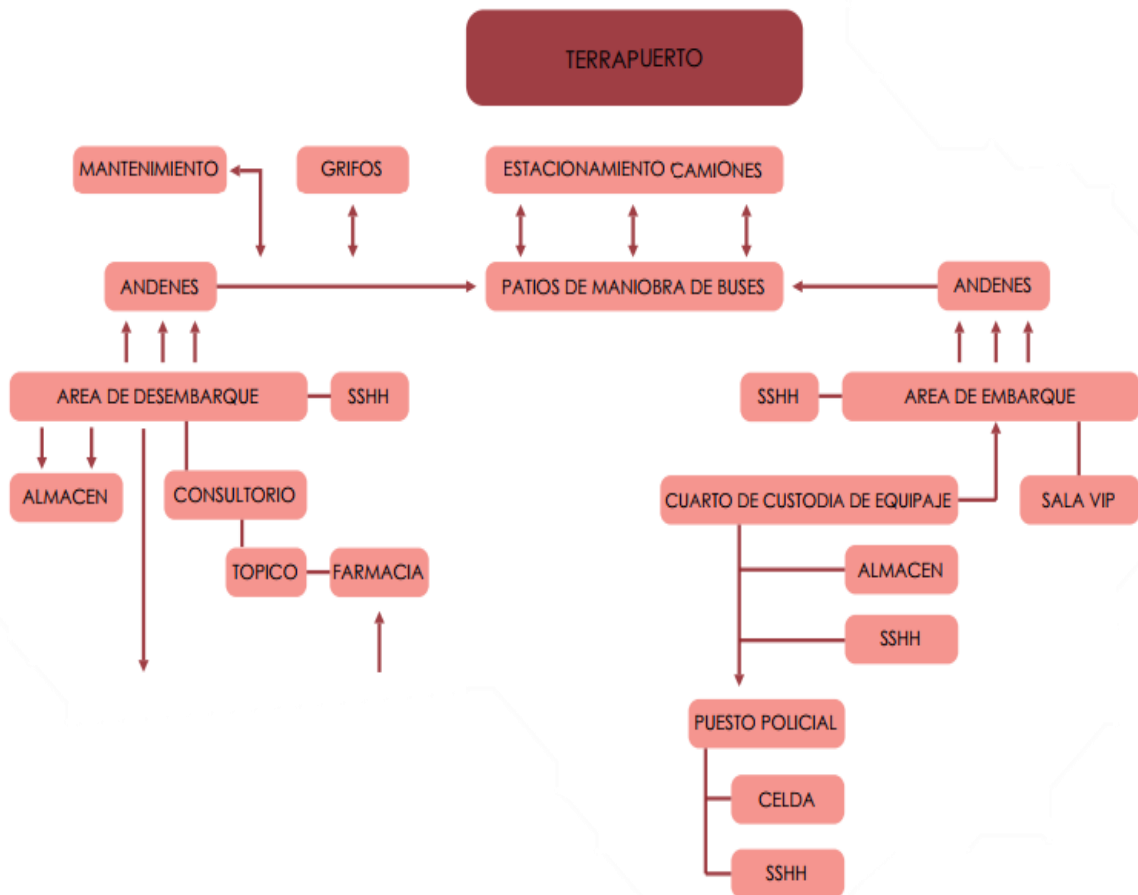 TERRAPUERTO
MANTENIMIENTO
GRIFOS
ESTACIONAMIENTO CAMIONES
ANDENES
PATIOS DE MANIOBRA DE BUSES
ANDENES
AREA DE DESEMBARQUE
SSHH
SSHH
AREA DE EMBARQUE
ALMACEN
CONSULTORIO
CUARTO DE CUSTODIA DE EQUIPAJE
SALA VIP
TOPICO
FARMACIA
ALMACEN
SSHH
PUESTO POLICIAL
CELDA
SSHH